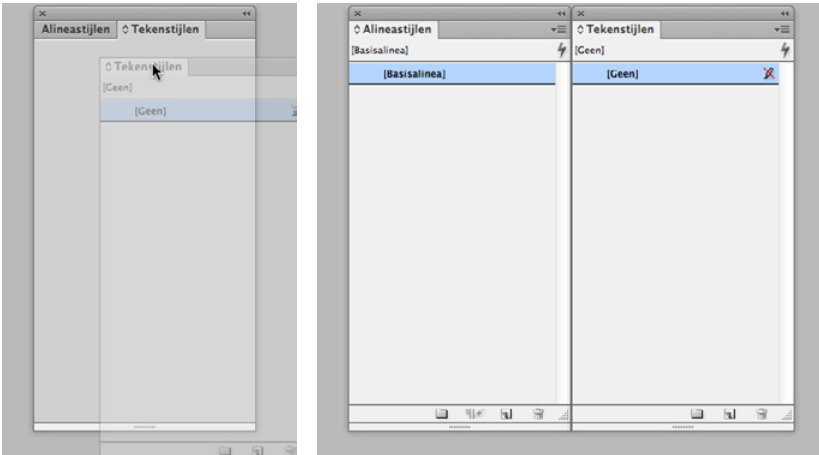 Alineastijlen Tekenstijlen
Tekenstijlen
[Geen]
[Geen]
Alineastijlen
[Basisalinea]
[Basisalinea]
Tekenstijlen
[Geen]
[Geen]